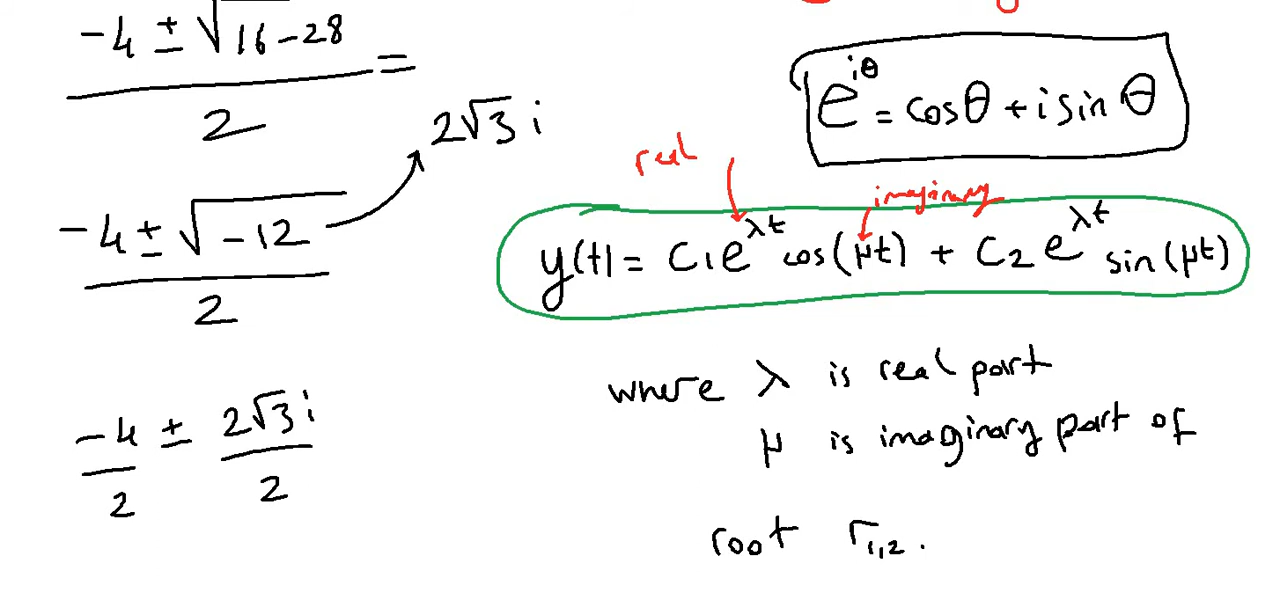 -4 ± √16-28 / 2 =
-4 ± √-12 / 2
2√3 i
-4/2 ± 2√3 i/2
e^iθ = cosθ + i sin θ
real
imaginary
y(t) = C₁e^λt cos(μt) + C₂ e^λt sin(μt)
where λ is real part
μ is imaginary part of
root r₁,₂.